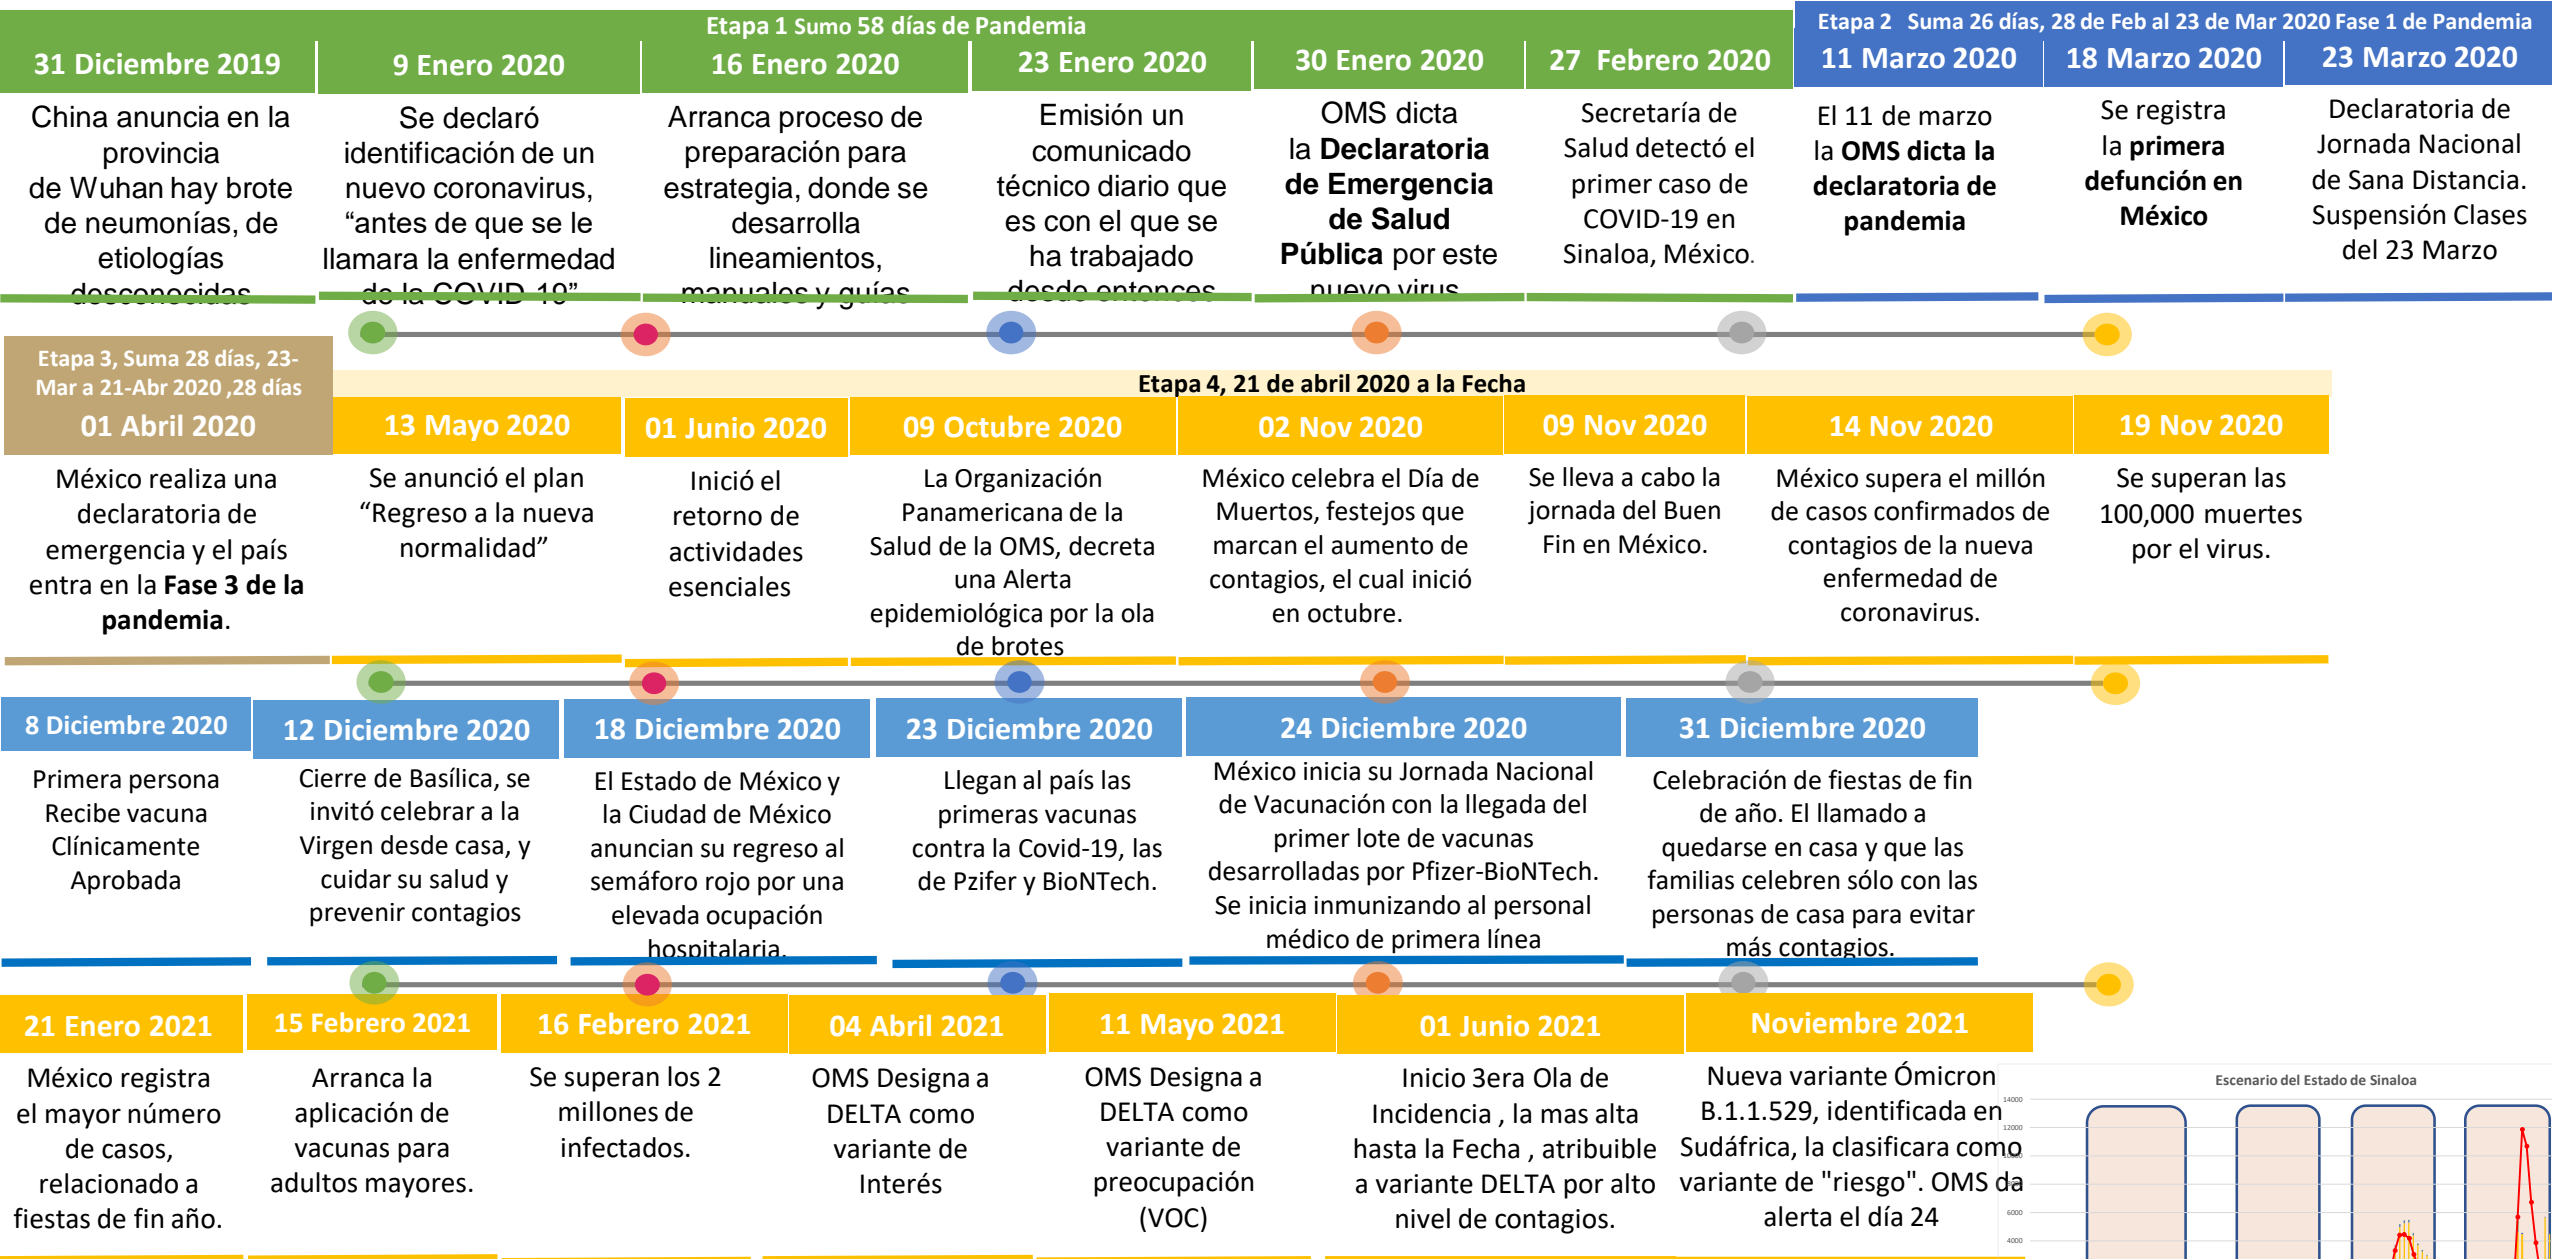 Etapa 1 Sumo 58 días de Pandemia
Etapa 2 Suma 26 días, 28 de Feb al 23 de Mar 2020 Fase 1 de Pandemia
31 Diciembre 2019
China anuncia en la
provincia
de Wuhan hay brote
de neumonías, de
etiologías
desconocidas
9 Enero 2020
Se declaró
identificación de un
nuevo coronavirus,
“antes de que se le
llamara la enfermedad
de la COVID-19”
16 Enero 2020
Arranca proceso de
preparación para
estrategia, donde se
desarrolla
lineamientos,
manuales y guías
23 Enero 2020
Emisión un
comunicado
técnico diario que
es con el que se
ha trabajado
desde entonces
30 Enero 2020
OMS dicta
la Declaratoria
de Emergencia
de Salud
Pública por este
nuevo virus
27 Febrero 2020
Secretaría de
Salud detectó el
primer caso de
COVID-19 en
Sinaloa, México.
11 Marzo 2020
El 11 de marzo
la OMS dicta la
declaratoria de
pandemia
18 Marzo 2020
Se registra
la primera
defunción en
México
23 Marzo 2020
Declaratoria de
Jornada Nacional
de Sana Distancia.
Suspensión Clases
del 23 Marzo
Etapa 3, Suma 28 días, 23-
Mar a 21-Abr 2020 ,28 días
01 Abril 2020
México realiza una
declaratoria de
emergencia y el país
entra en la Fase 3 de la
pandemia.
Etapa 4, 21 de abril 2020 a la Fecha
13 Mayo 2020
Se anunció el plan
“Regreso a la nueva
normalidad”
01 Junio 2020
Inició el
retorno de
actividades
esenciales
09 Octubre 2020
La Organización
Panamericana de la
Salud de la OMS, decreta
una Alerta
epidemiológica por la ola
de brotes
02 Nov 2020
México celebra el Día de
Muertos, festejos que
marcan el aumento de
contagios, el cual inició
en octubre.
09 Nov 2020
Se lleva a cabo la
jornada del Buen
Fin en México.
14 Nov 2020
México supera el millón
de casos confirmados de
contagios de la nueva
enfermedad de
coronavirus.
19 Nov 2020
Se superan las
100,000 muertes
por el virus.
8 Diciembre 2020
Primera persona
Recibe vacuna
Clínicamente
Aprobada
12 Diciembre 2020
Cierre de Basílica, se
invitó celebrar a la
Virgen desde casa, y
cuidar su salud y
prevenir contagios
18 Diciembre 2020
El Estado de México y
la Ciudad de México
anuncian su regreso al
semáforo rojo por una
elevada ocupación
hospitalaria.
23 Diciembre 2020
Llegan al país las
primeras vacunas
contra la Covid-19, las
de Pzifer y BioNTech.
24 Diciembre 2020
México inicia su Jornada Nacional
de Vacunación con la llegada del
primer lote de vacunas
desarrolladas por Pfizer-BioNTech.
Se inicia inmunizando al personal
médico de primera línea
31 Diciembre 2020
Celebración de fiestas de fin
de año. El llamado a
quedarse en casa y que las
familias celebren sólo con las
personas de casa para evitar
más contagios.
21 Enero 2021
México registra
el mayor número
de casos,
relacionado a
fiestas de fin año.
15 Febrero 2021
Arranca la
aplicación de
vacunas para
adultos mayores.
16 Febrero 2021
Se superan los 2
millones de
infectados.
04 Abril 2021
OMS Designa a
DELTA como
variante de
Interés
11 Mayo 2021
OMS Designa a
DELTA como
variante de
preocupación
(VOC)
01 Junio 2021
Inicio 3era Ola de
Incidencia , la mas alta
hasta la Fecha , atribuible
a variante DELTA por alto
nivel de contagios.
Noviembre 2021
Nueva variante Ómicron
B.1.1.529, identificada en
Sudáfrica, la clasificara como
variante de "riesgo". OMS da
alerta el día 24
Escenario del Estado de Sinaloa
14000
12000
10000
6000
4000